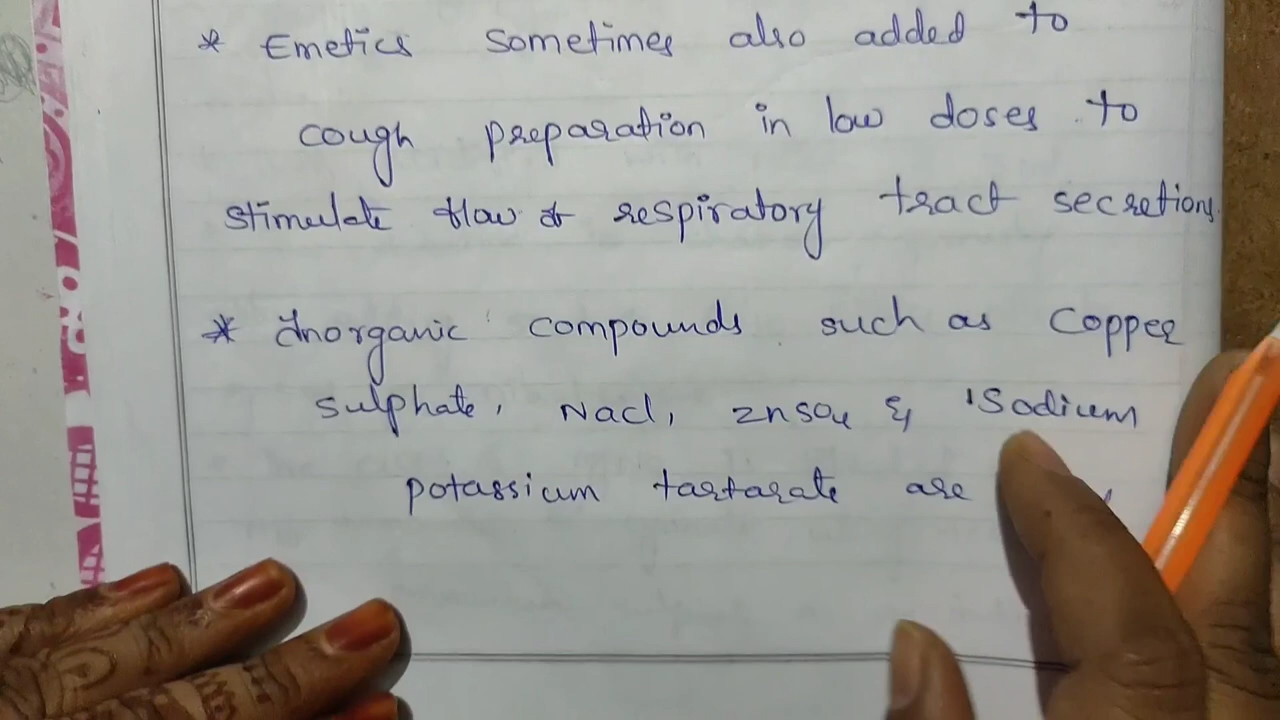 * Emetics sometimes also added to
cough preparation in low doses to
stimulate flow of respiratory tract secretions
* Inorganic compounds such as Copper
sulphate, Nacl, znso4 & Sodium
potassium tartarate are